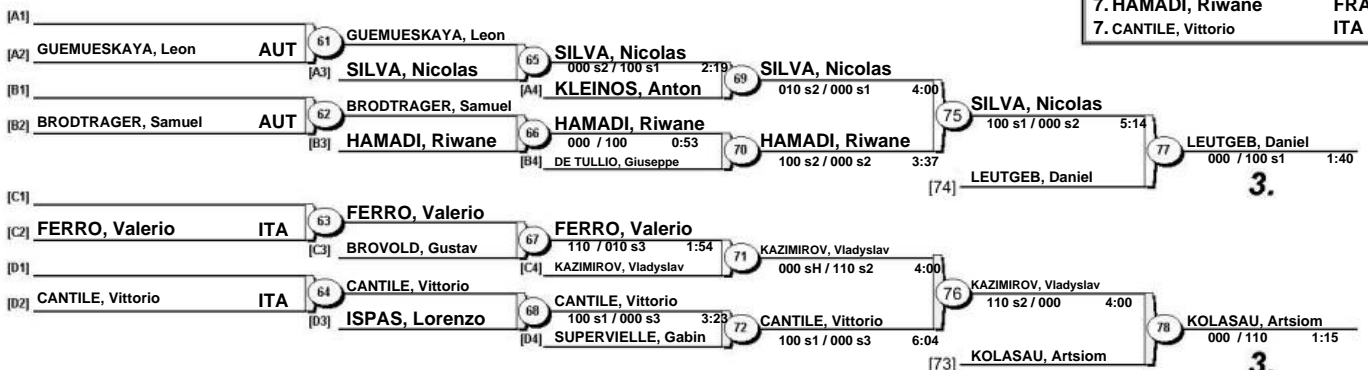 7. HAMADI, Riwane FRA
7. CANTILE, Vittorio ITA
[A1]
[A2] GUEMUESKAYA, Leon AUT 61 GUEMUESKAYA, Leon
[A3] SILVA, Nicolas 65 SILVA, Nicolas
000 s2 / 100 s1 2:19
[A4] KLEINOS, Anton 69 SILVA, Nicolas
010 s2 / 000 s1 4:00
[B1]
[B2] BRODTRAGER, Samuel AUT 62 BRODTRAGER, Samuel
[B3] HAMADI, Riwane 66 HAMADI, Riwane
000 / 100 0:53
[B4] DE TULLIO, Giuseppe 70 HAMADI, Riwane
100 s2 / 000 s2 3:37
75 SILVA, Nicolas
100 s1 / 000 s2 5:14
[74] LEUTGEB, Daniel 77 LEUTGEB, Daniel
000 / 100 s1 1:40
3.
[C1]
[C2] FERRO, Valerio ITA 63 FERRO, Valerio
[C3] BROVOLD, Gustav 67 FERRO, Valerio
110 / 010 s3 1:54
[C4] KAZIMIROV, Vladyslav 71 KAZIMIROV, Vladyslav
000 sH / 110 s2 4:00
[D1]
[D2] CANTILE, Vittorio ITA 64 CANTILE, Vittorio
[D3] ISPAS, Lorenzo 68 CANTILE, Vittorio
100 s1 / 000 s3 3:23
[D4] SUPERVIELLE, Gabin 72 CANTILE, Vittorio
100 s1 / 000 s3 6:04
76 KAZIMIROV, Vladyslav
110 s2 / 000 4:00
[73] KOLASAU, Artsiom 78 KOLASAU, Artsiom
000 / 110 1:15
3.